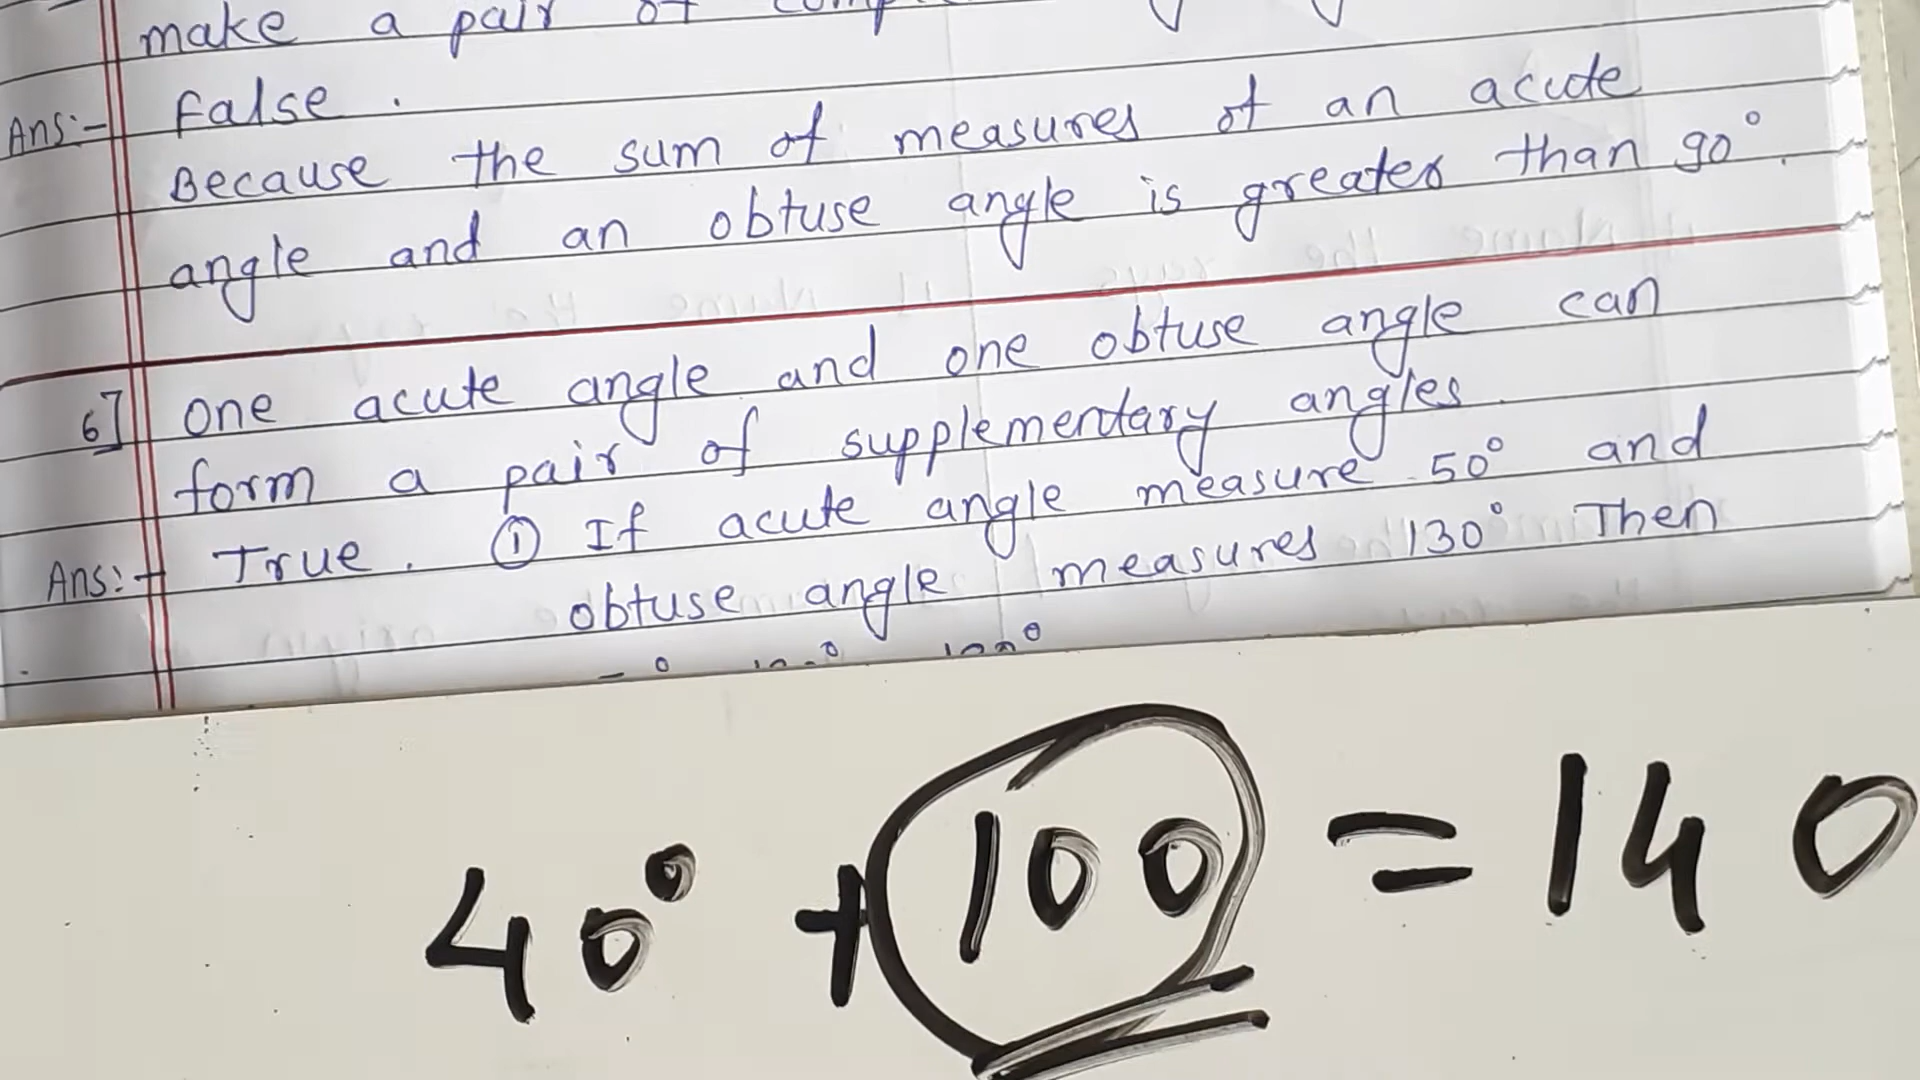 make a pair of
Ans:- False.
Because the sum of measures of an acute
angle and an obtuse angle is greater than 90°.
6] One acute angle and one obtuse angle can
form a pair of supplementary angles.
Ans:- True. ① If acute angle measure 50° and
obtuse angle measures 130° Then
40° + 100 = 140